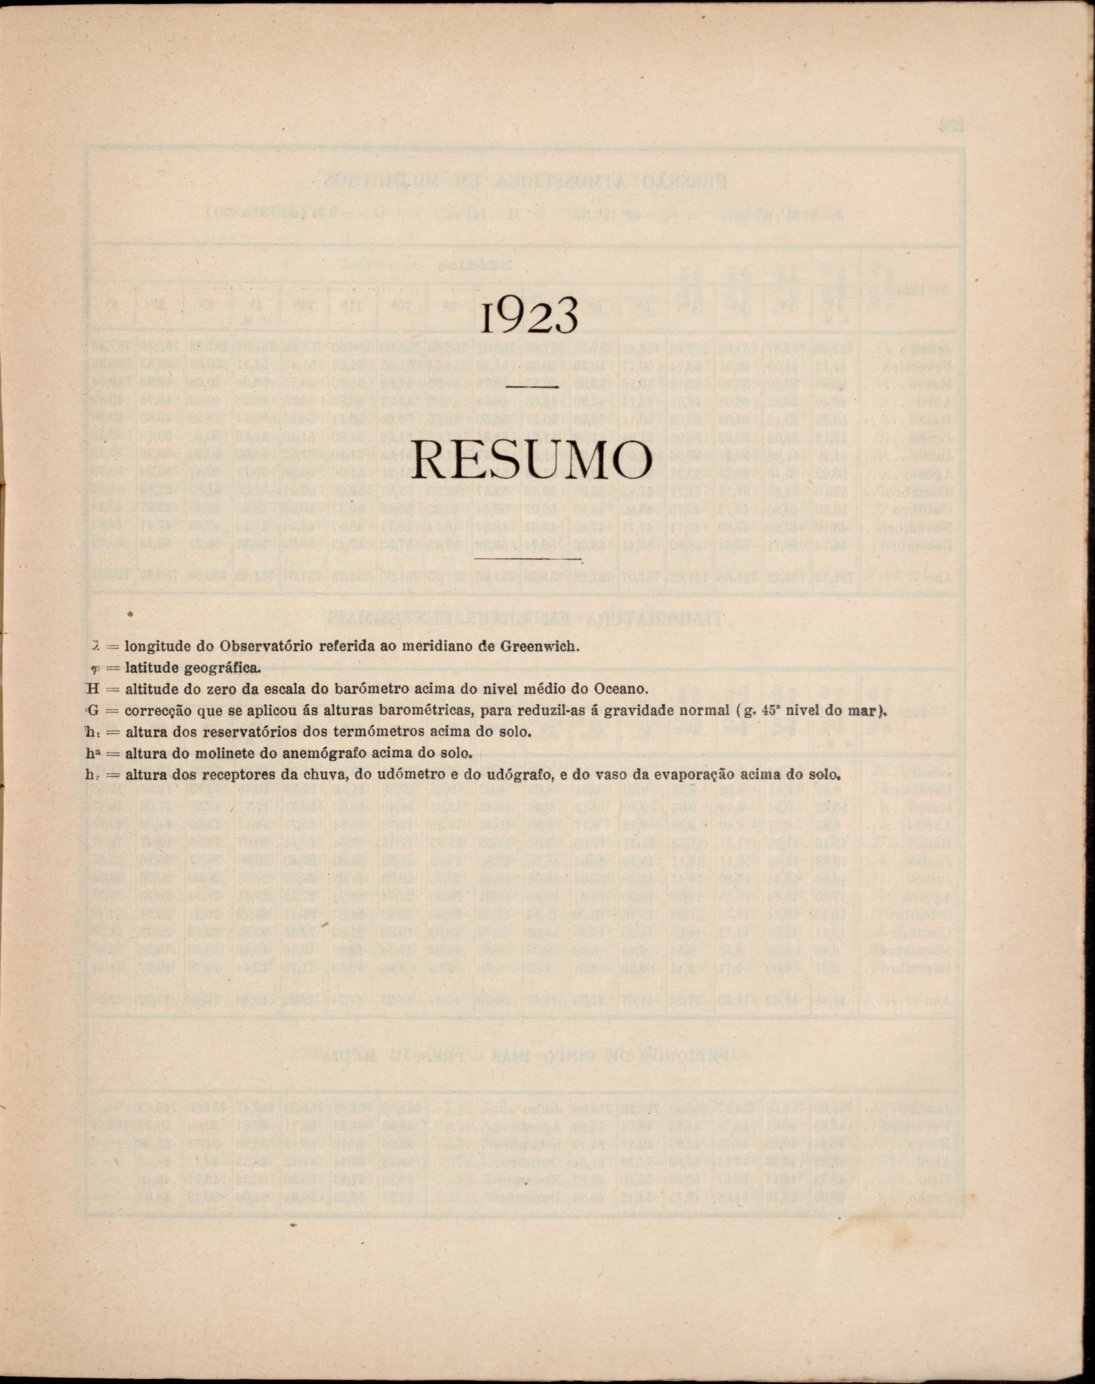 1923
RESUMO
λ = longitude do Observatório referida ao meridiano de Greenwich.
φ = latitude geográfica.
H = altitude do zero da escala do barómetro acima do nivel médio do Oceano.
G = correcção que se aplicou ás alturas barométricas, para reduzil-as á gravidade normal (g. 45° nivel do mar).
hₜ = altura dos reservatórios dos termómetros acima do solo.
hª = altura do molinete do anemógrafo acima do solo.
hᵣ = altura dos receptores da chuva, do udómetro e do udógrafo, e do vaso da evaporação acima do solo.